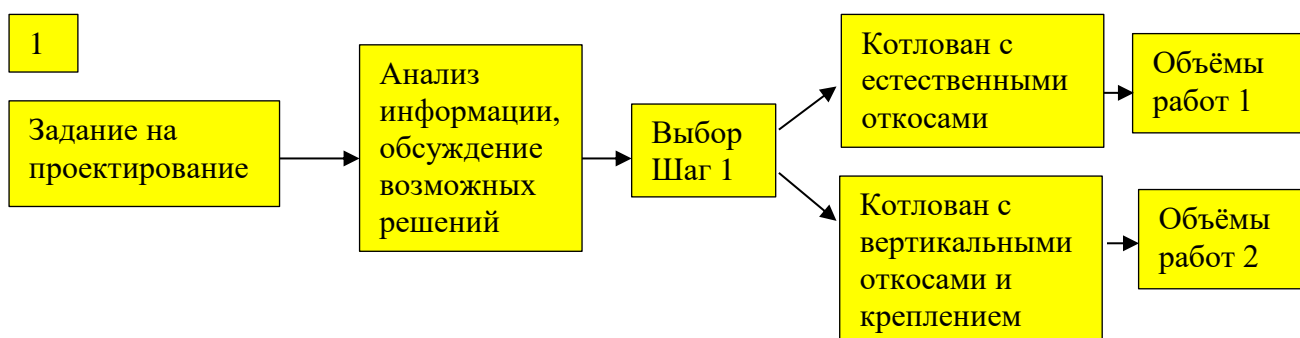 1
Задание на
проектирование
Анализ
информации,
обсуждение
возможных
решений
Выбор
Шаг 1
Котлован с
естественными
откосами
Объёмы
работ 1
Котлован с
вертикальными
откосами и
креплением
Объёмы
работ 2